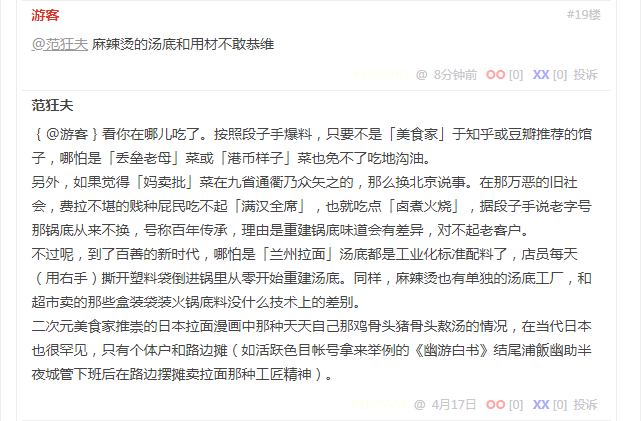 游客
#19楼
@范狂夫 麻辣烫的汤底和用材不敢恭维
@ 8分钟前 OO [0] XX [0] 投诉
范狂夫
{ @游客 } 看你在哪儿吃了。按照段子手爆料，只要不是「美食家」于知乎或豆瓣推荐的馆
子，哪怕是「丢垒老母」菜或「港币样子」菜也免不了吃地沟油。
另外，如果觉得「妈卖批」菜在九省通衢乃众矢之的，那么换北京说事。在那万恶的旧社
会，费拉不堪的贱种屁民吃不起「满汉全席」，也就吃点「卤煮火烧」，据段子手说老字号
那锅底从来不换，号称百年传承，理由是重建锅底味道会有差异，对不起老客户。
不过呢，到了百善的新时代，哪怕是「兰州拉面」汤底都是工业化标准配料了，店员每天
（用右手）撕开塑料袋倒进锅里从零开始重建汤底。同样，麻辣烫也有单独的汤底工厂，和
超市卖的那些盒装袋装火锅底料没什么技术上的差别。
二次元美食家推崇的日本拉面漫画中那种天天自己那鸡骨头猪骨头熬汤的情况，在当代日本
也很罕见，只有个体户和路边摊（如活跃色目帐号拿来举例的《幽游白书》结尾浦飯幽助半
夜城管下班后在路边摆摊卖拉面那种工匠精神）。
@ 4月17日 OO [0] XX [0] 投诉